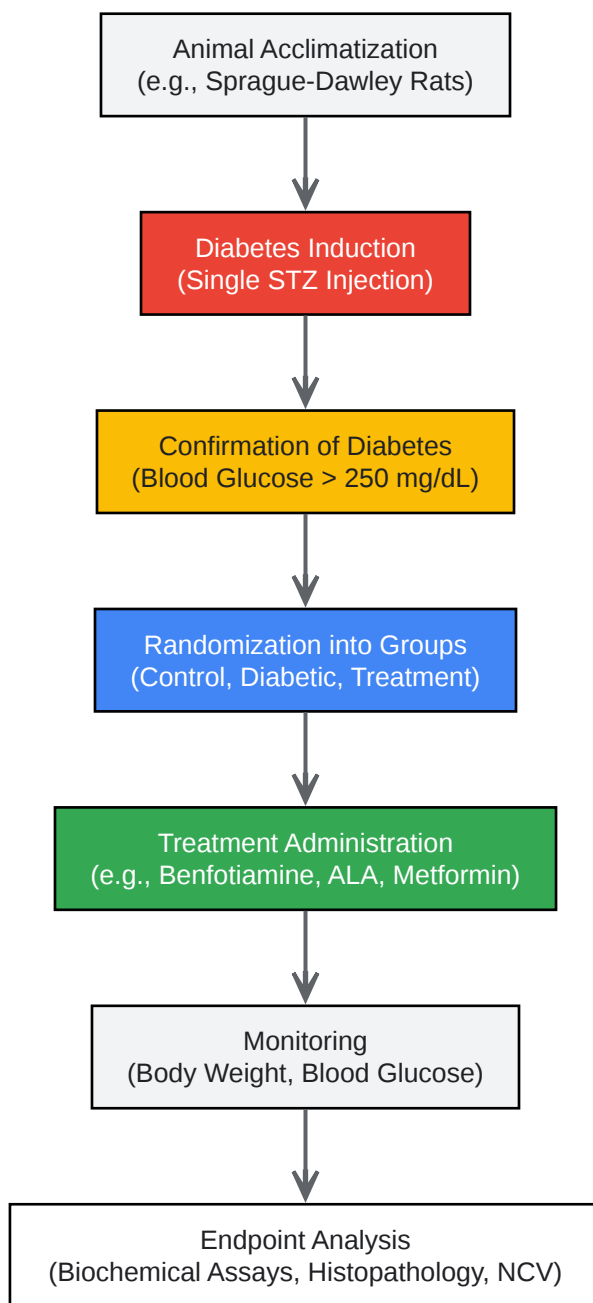 Animal Acclimatization
(e.g., Sprague-Dawley Rats)
Diabetes Induction
(Single STZ Injection)
Confirmation of Diabetes
(Blood Glucose > 250 mg/dL)
Randomization into Groups
(Control, Diabetic, Treatment)
Treatment Administration
(e.g., Benfotiamine, ALA, Metformin)
Monitoring
(Body Weight, Blood Glucose)
Endpoint Analysis
(Biochemical Assays, Histopathology, NCV)